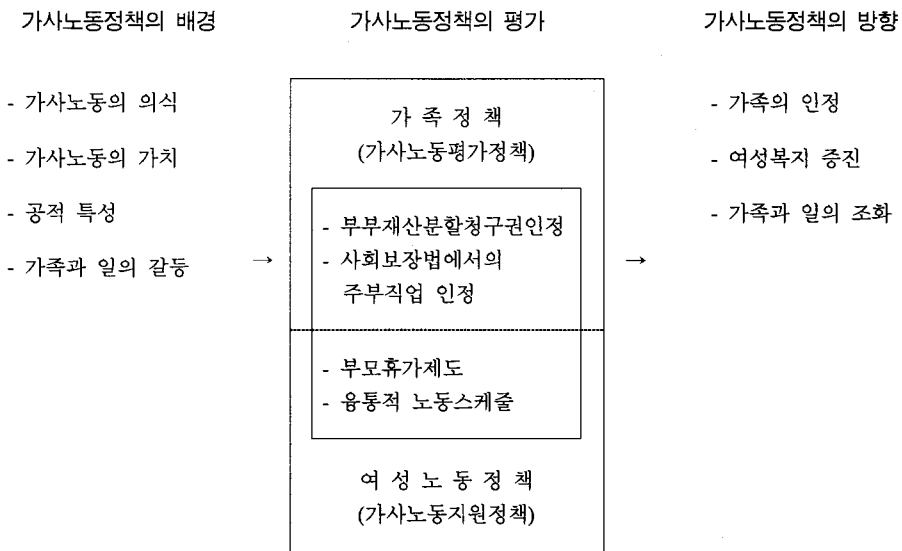 가사노동정책의 배경
- 가사노동의 의식
- 가사노동의 가치
- 공적 특성
- 가족과 일의 갈등
→
가사노동정책의 평가
가 족 정 책
(가사노동평가정책)
- 부부재산분할청구권인정
- 사회보장법에서의
주부직업 인정
- 부모휴가제도
- 융통적 노동스케줄
여 성 노 동 정 책
(가사노동지원정책)
→
가사노동정책의 방향
- 가족의 인정
- 여성복지 증진
- 가족과 일의 조화